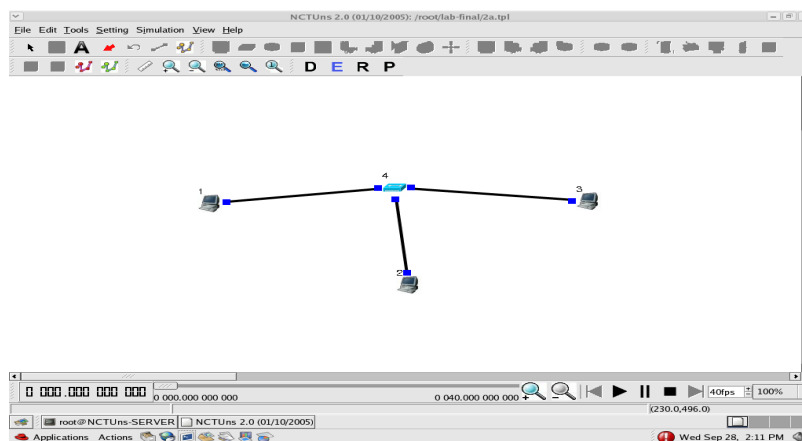 NCTUns 2.0 (01/10/2005): /root/lab-final/2a.tpl
File Edit Tools Setting Simulation View Help
A
D E R P
4
1
3
2
0 000.000 000 000
0 000.000 000 000
0 040.000 000 000
40fps
100%
(230.0,496.0)
root@NCTUns-SERVER
NCTUns 2.0 (01/10/2005)
Applications Actions
Wed Sep 28, 2:11 PM